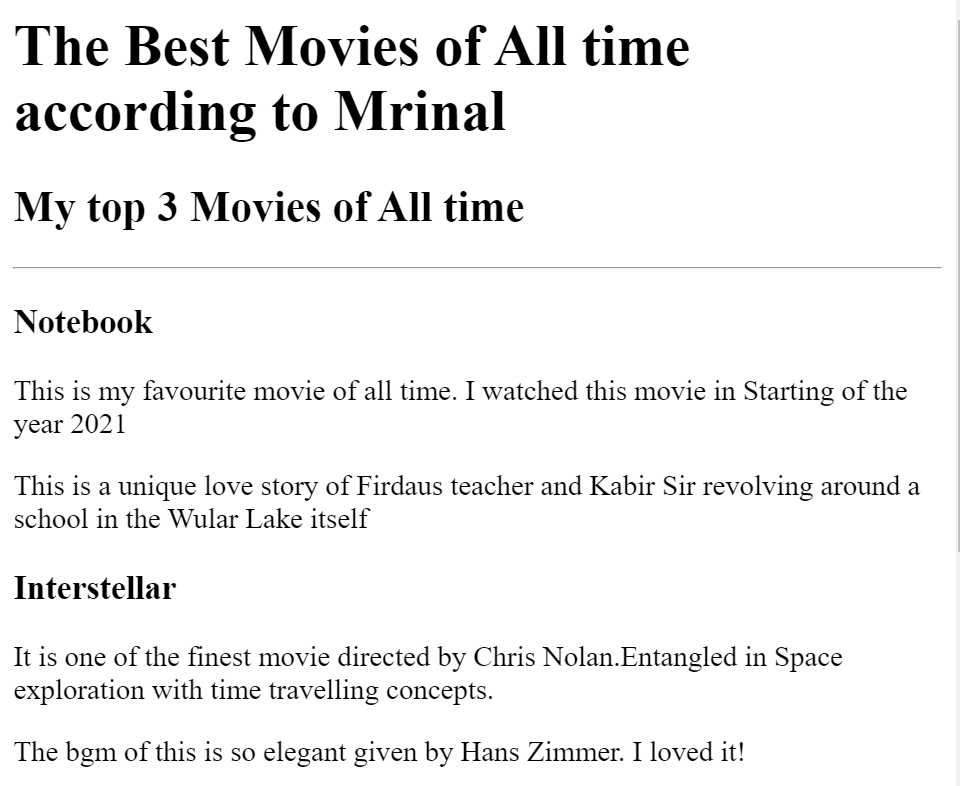 The Best Movies of All time
according to Mrinal
My top 3 Movies of All time
Notebook
This is my favourite movie of all time. I watched this movie in Starting of the
year 2021
This is a unique love story of Firdaus teacher and Kabir Sir revolving around a
school in the Wular Lake itself
Interstellar
It is one of the finest movie directed by Chris Nolan.Entangled in Space
exploration with time travelling concepts.
The bgm of this is so elegant given by Hans Zimmer. I loved it!